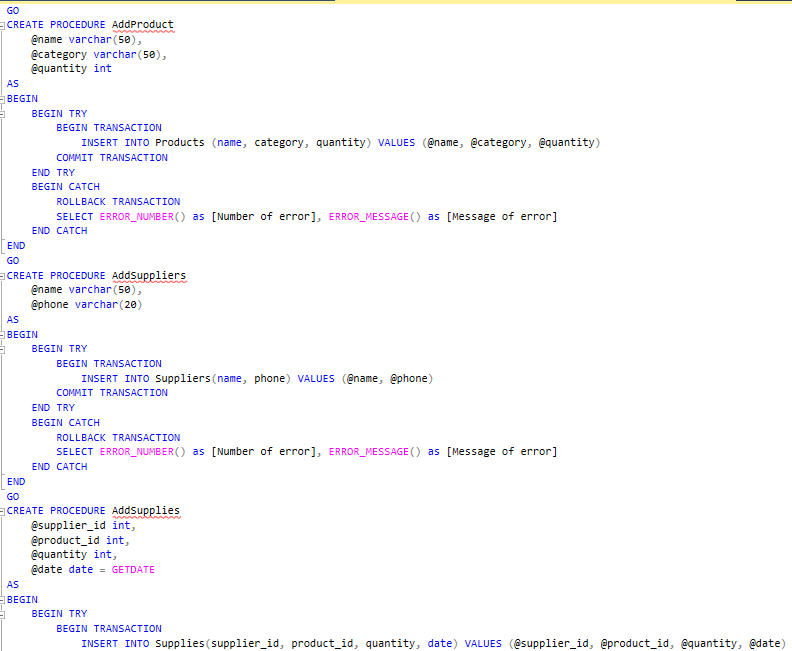 GO
CREATE PROCEDURE AddProduct
    @name varchar(50),
    @category varchar(50),
    @quantity int
AS
BEGIN
    BEGIN TRY
        BEGIN TRANSACTION
            INSERT INTO Products (name, category, quantity) VALUES (@name, @category, @quantity)
        COMMIT TRANSACTION
    END TRY
    BEGIN CATCH
        ROLLBACK TRANSACTION
        SELECT ERROR_NUMBER() as [Number of error], ERROR_MESSAGE() as [Message of error]
    END CATCH
END
GO
CREATE PROCEDURE AddSuppliers
    @name varchar(50),
    @phone varchar(20)
AS
BEGIN
    BEGIN TRY
        BEGIN TRANSACTION
            INSERT INTO Suppliers(name, phone) VALUES (@name, @phone)
        COMMIT TRANSACTION
    END TRY
    BEGIN CATCH
        ROLLBACK TRANSACTION
        SELECT ERROR_NUMBER() as [Number of error], ERROR_MESSAGE() as [Message of error]
    END CATCH
END
GO
CREATE PROCEDURE AddSupplies
    @supplier_id int,
    @product_id int,
    @quantity int,
    @date date = GETDATE
AS
BEGIN
    BEGIN TRY
        BEGIN TRANSACTION
            INSERT INTO Supplies(supplier_id, product_id, quantity, date) VALUES (@supplier_id, @product_id, @quantity, @date)